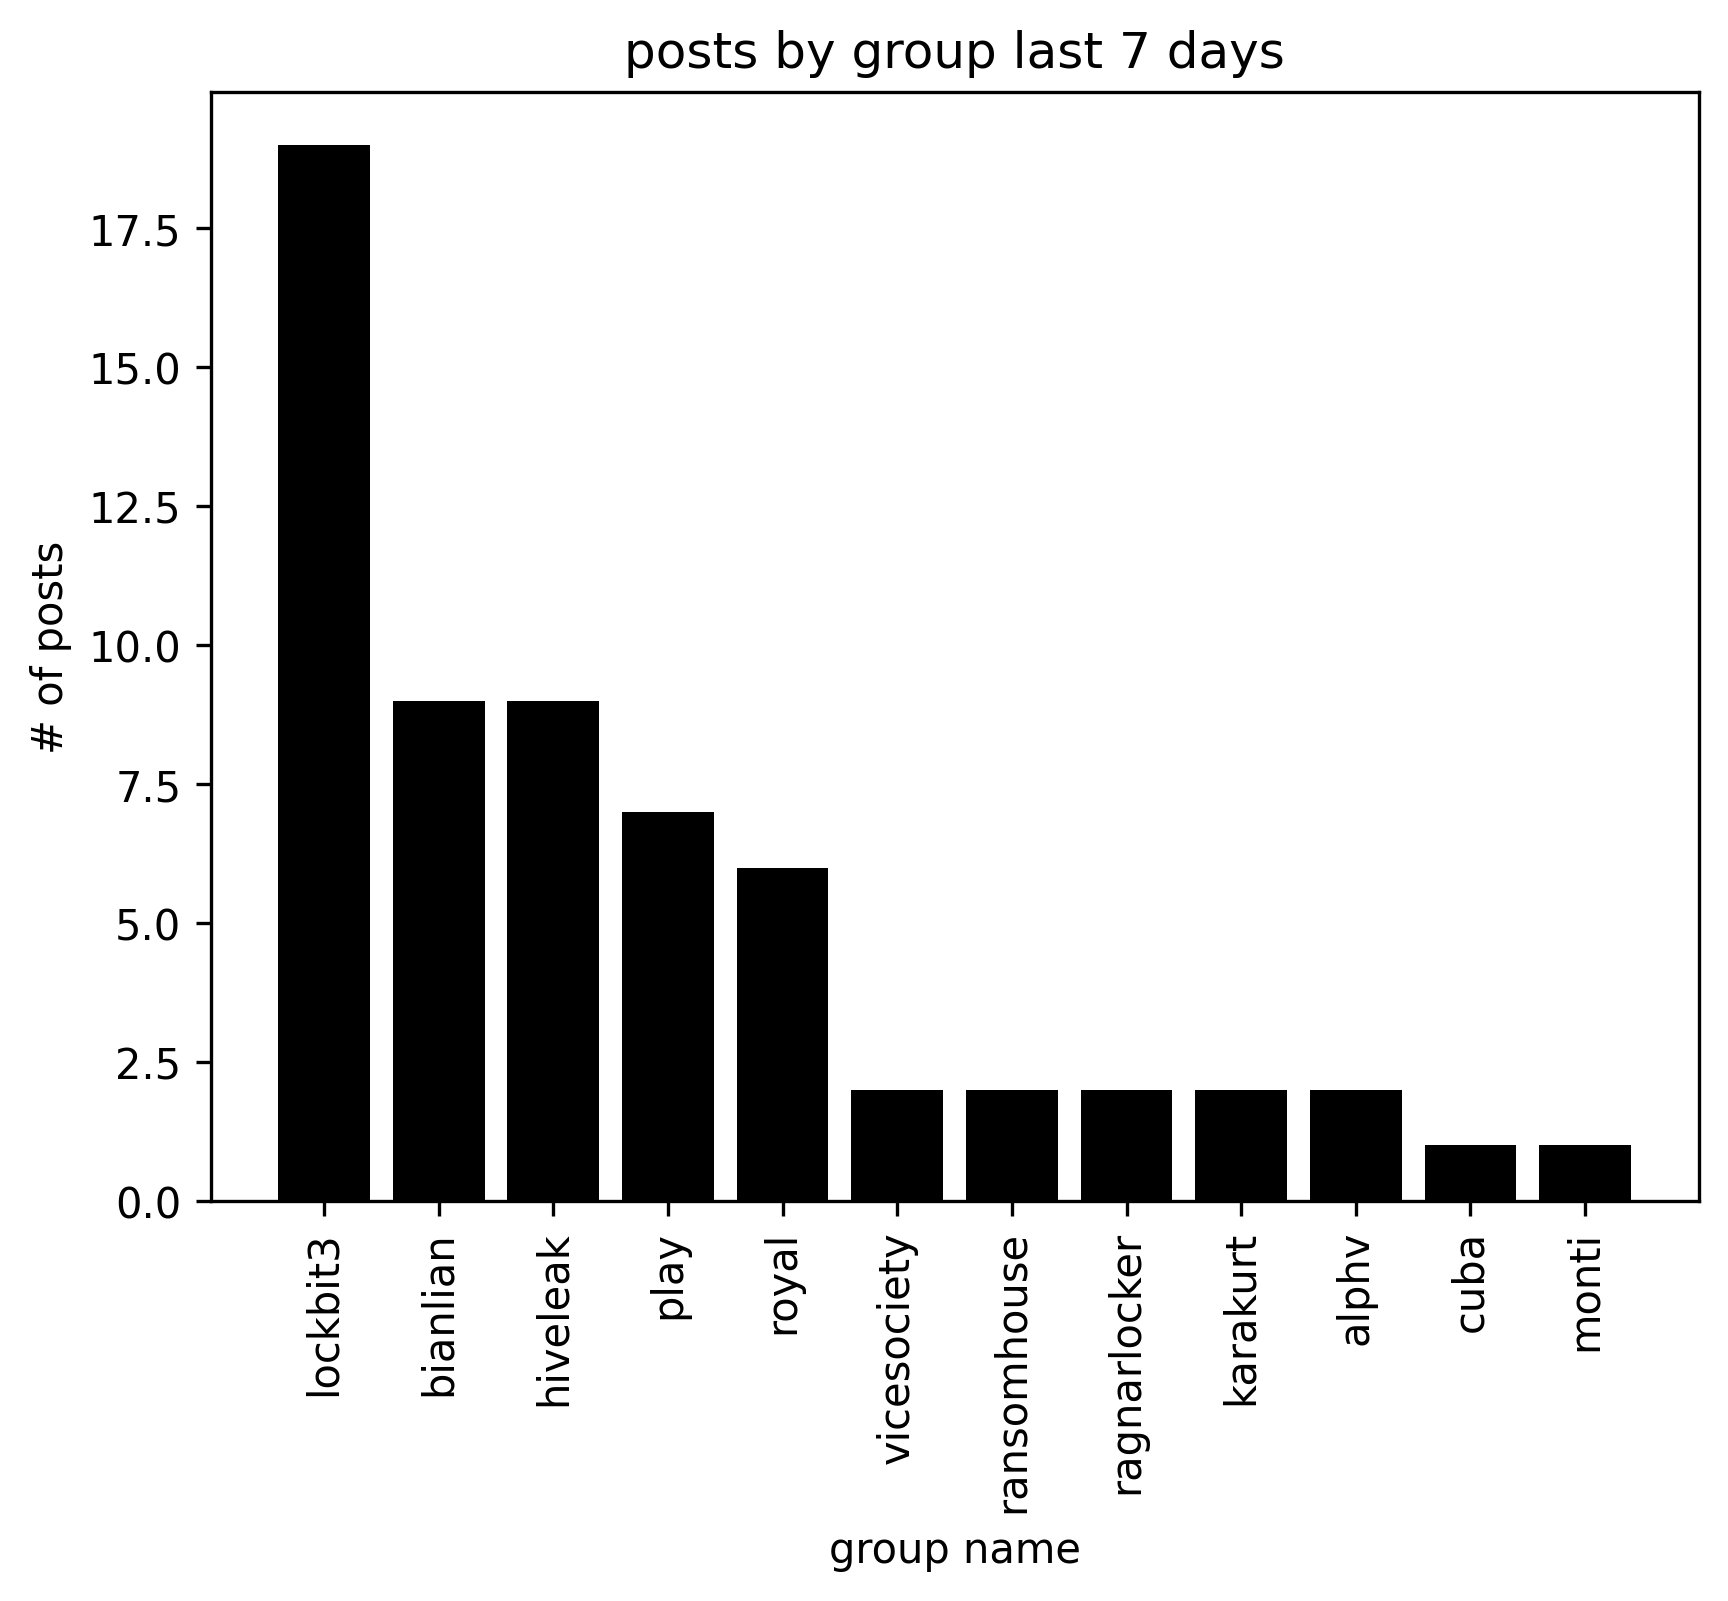 posts by group last 7 days
17.5
15.0
12.5
10.0
7.5
5.0
2.5
0.0
# of posts
lockbit3
bianlian
hiveleak
play
royal
vicesociety
ransomhouse
ragnarlocker
karakurt
alphv
cuba
monti
group name